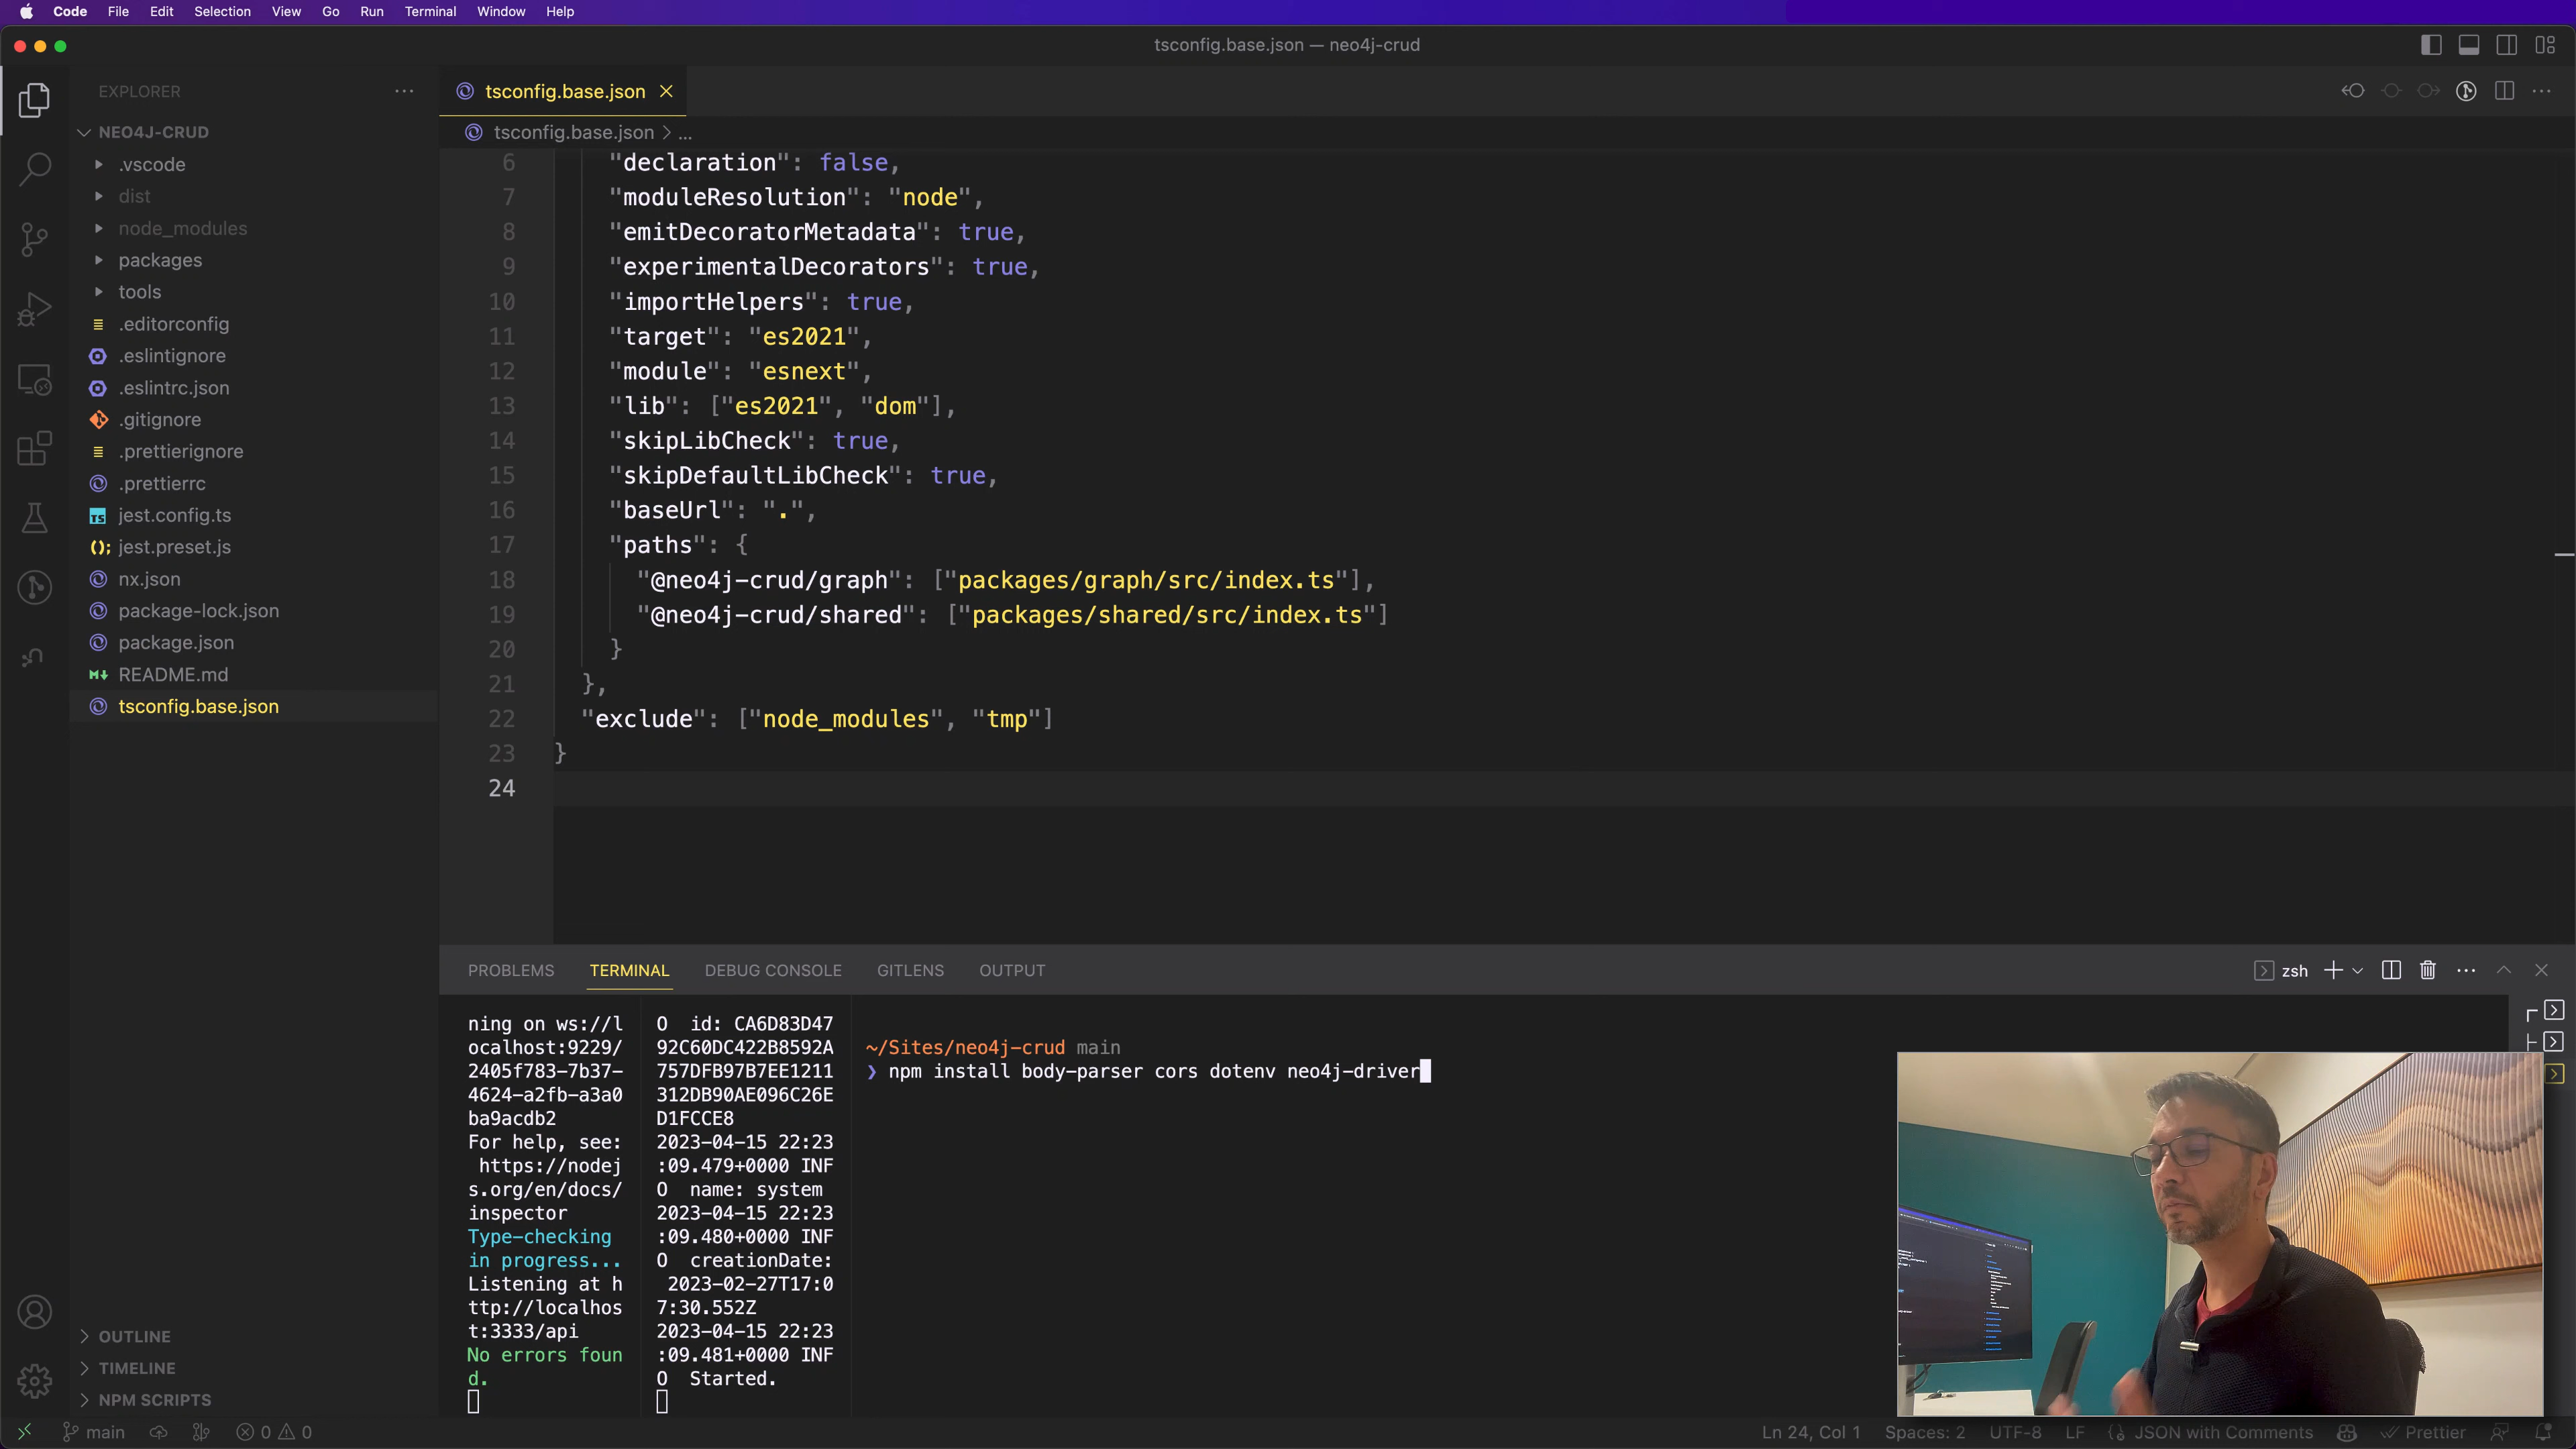 Code File Edit Selection View Go Run Terminal Window Help
tsconfig.base.json — neo4j-crud
EXPLORER
NEO4J-CRUD
.vscode
dist
node_modules
packages
tools
.editorconfig
.eslintignore
.eslintrc.json
.gitignore
.prettierignore
.prettierrc
TS jest.config.ts
jest.preset.js
nx.json
package-lock.json
package.json
README.md
tsconfig.base.json
OUTLINE
TIMELINE
NPM SCRIPTS
tsconfig.base.json
tsconfig.base.json > ...
6 "declaration": false,
7 "moduleResolution": "node",
8 "emitDecoratorMetadata": true,
9 "experimentalDecorators": true,
10 "importHelpers": true,
11 "target": "es2021",
12 "module": "esnext",
13 "lib": ["es2021", "dom"],
14 "skipLibCheck": true,
15 "skipDefaultLibCheck": true,
16 "baseUrl": ".",
17 "paths": {
18 "@neo4j-crud/graph": ["packages/graph/src/index.ts"],
19 "@neo4j-crud/shared": ["packages/shared/src/index.ts"]
20 }
21 },
22 "exclude": ["node_modules", "tmp"]
23 }
24
PROBLEMS TERMINAL DEBUG CONSOLE GITLENS OUTPUT
zsh
ning on ws://l
ocalhost:9229/
2405f783-7b37-
4624-a2fb-a3a0
ba9acdb2
For help, see:
https://nodej
s.org/en/docs/
inspector
Type-checking
in progress...
Listening at h
ttp://localhos
t:3333/api
No errors foun
d.
O id: CA6D83D47
92C60DC422B8592A
757DFB97B7EE1211
312DB90AE096C26E
D1FCCE8
2023-04-15 22:23
:09.479+0000 INF
O name: system
2023-04-15 22:23
:09.480+0000 INF
O creationDate:
2023-02-27T17:0
7:30.552Z
2023-04-15 22:23
:09.481+0000 INF
O Started.
~/Sites/neo4j-crud main
❯ npm install body-parser cors dotenv neo4j-driver
main 0 0
Ln 24, Col 1 Spaces: 2 UTF-8 LF JSON with Comments Prettier